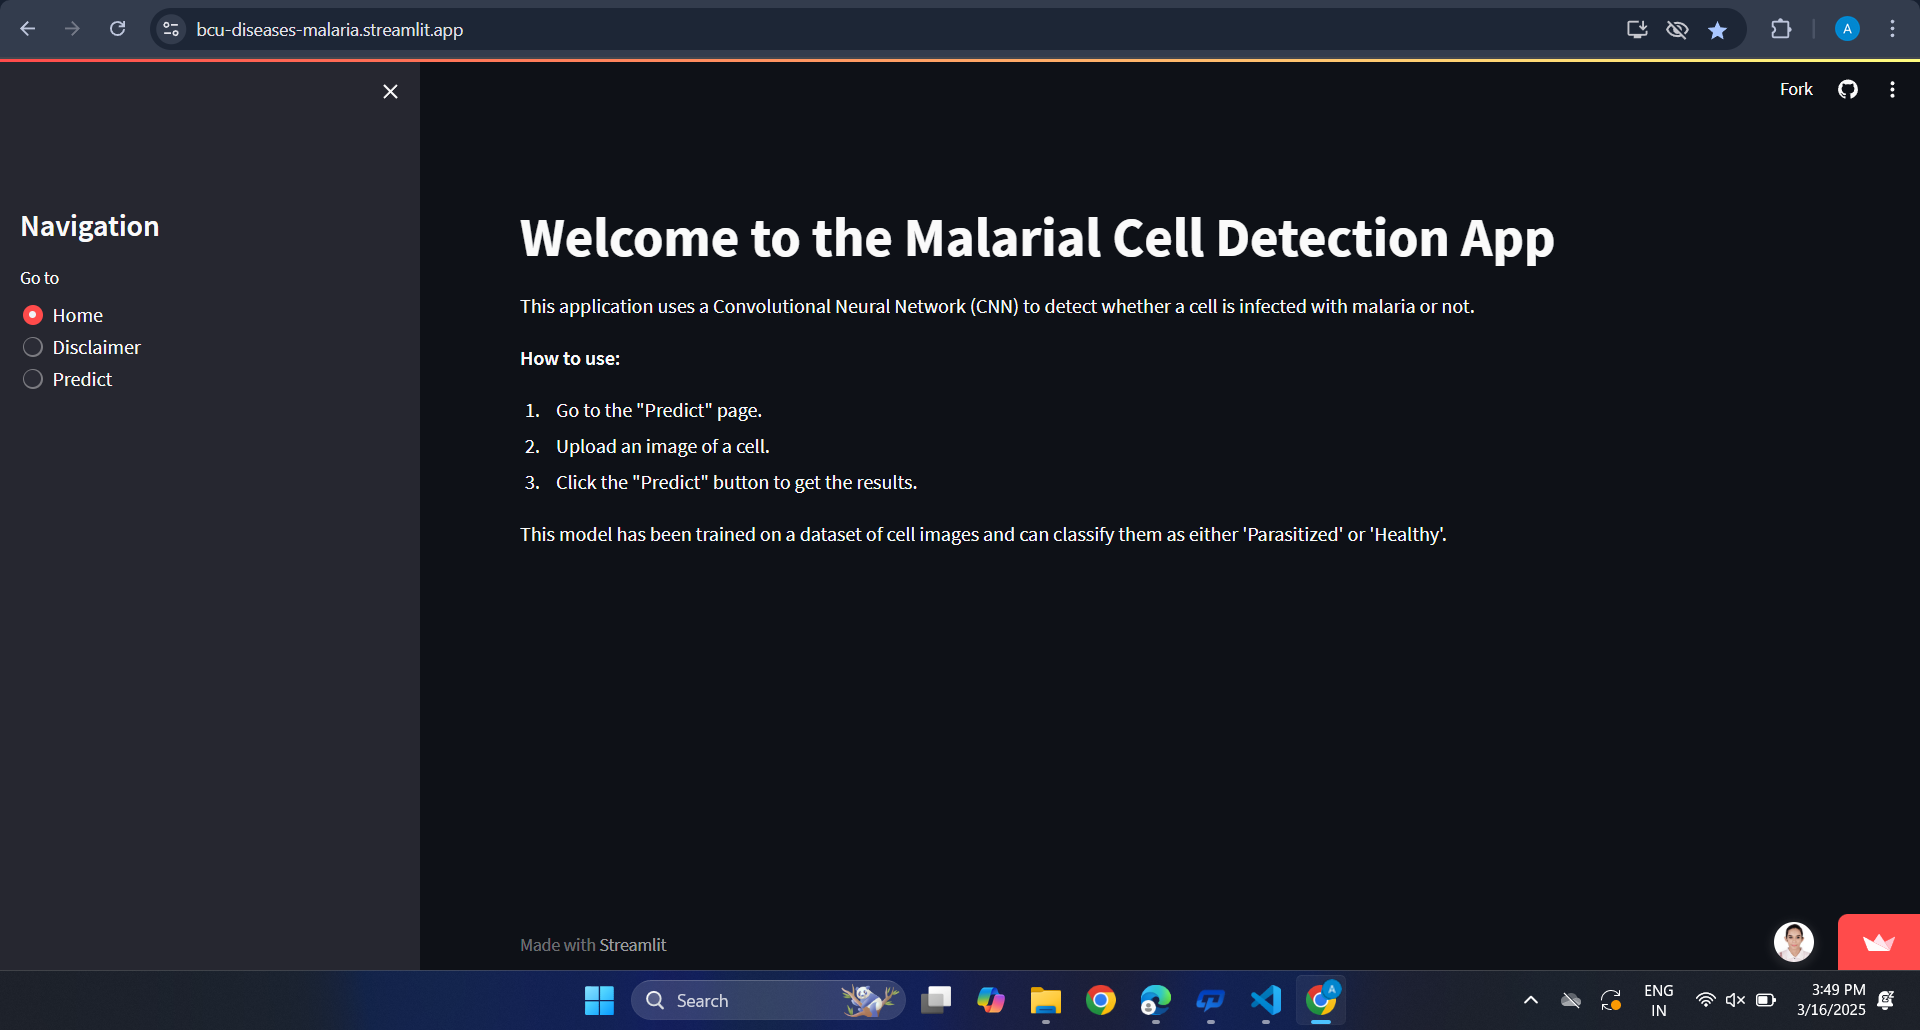 bcu-diseases-malaria.streamlit.app
A
Fork
Navigation
Go to
Home
Disclaimer
Predict
Welcome to the Malarial Cell Detection App
This application uses a Convolutional Neural Network (CNN) to detect whether a cell is infected with malaria or not.
How to use:
1. Go to the "Predict" page.
2. Upload an image of a cell.
3. Click the "Predict" button to get the results.
This model has been trained on a dataset of cell images and can classify them as either 'Parasitized' or 'Healthy'.
Made with Streamlit
Search
A
ENG
IN
3:49 PM
3/16/2025